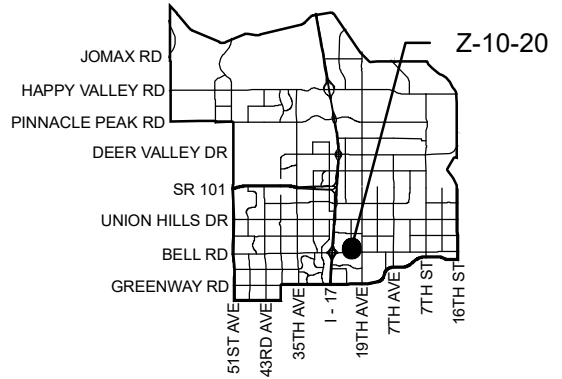 Z-10-20
JOMAX RD
HAPPY VALLEY RD
PINNACLE PEAK RD
DEER VALLEY DR
SR 101
UNION HILLS DR
BELL RD
GREENWAY RD
51ST AVE
43RD AVE
35TH AVE
I - 17
19TH AVE
7TH AVE
7TH ST
16TH ST